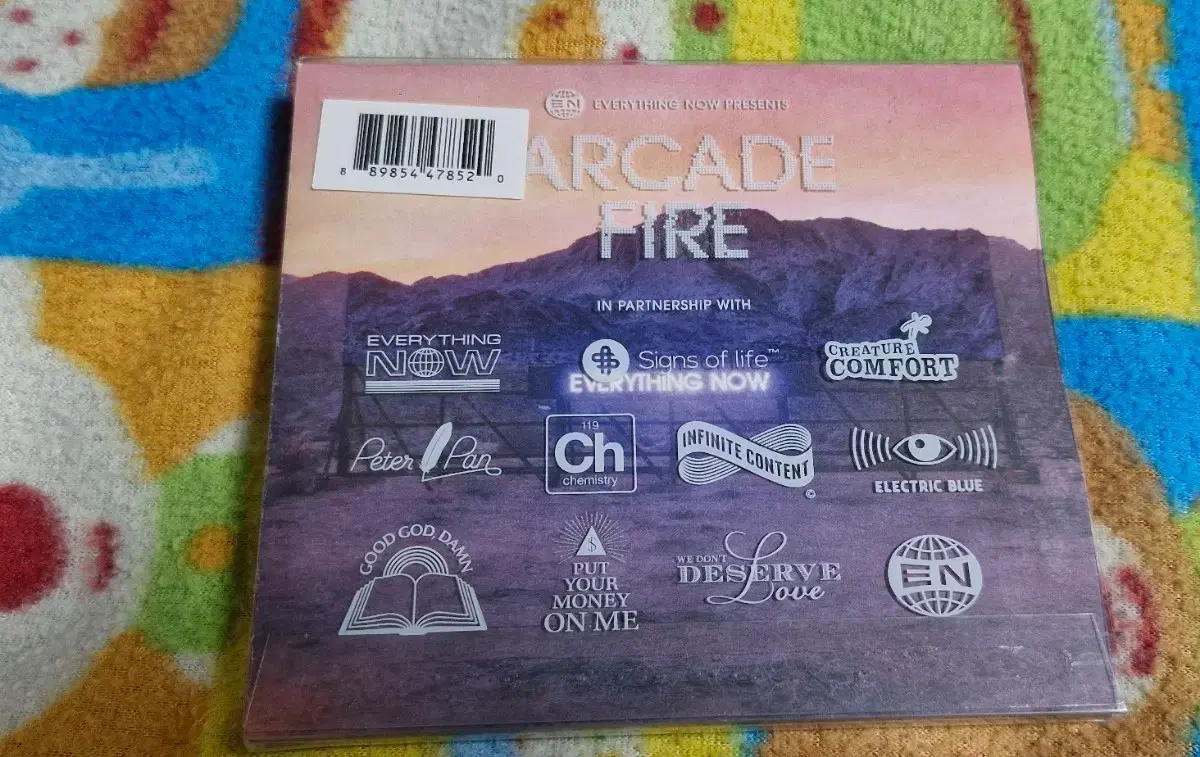 EN EVERYTHING NOW PRESENTS
8 89854 47852 0
ARCADE
FIRE
IN PARTNERSHIP WITH
EVERYTHING
NOW
Signs of life™
EVERYTHING NOW
CREATURE
COMFORT
Peter Pan
119
Ch
chemistry
INFINITE CONTENT
©
ELECTRIC BLUE
GOOD GOD, DAMN
$
PUT
YOUR
MONEY
ON ME
WE DON'T
DESERVE
Love
EN